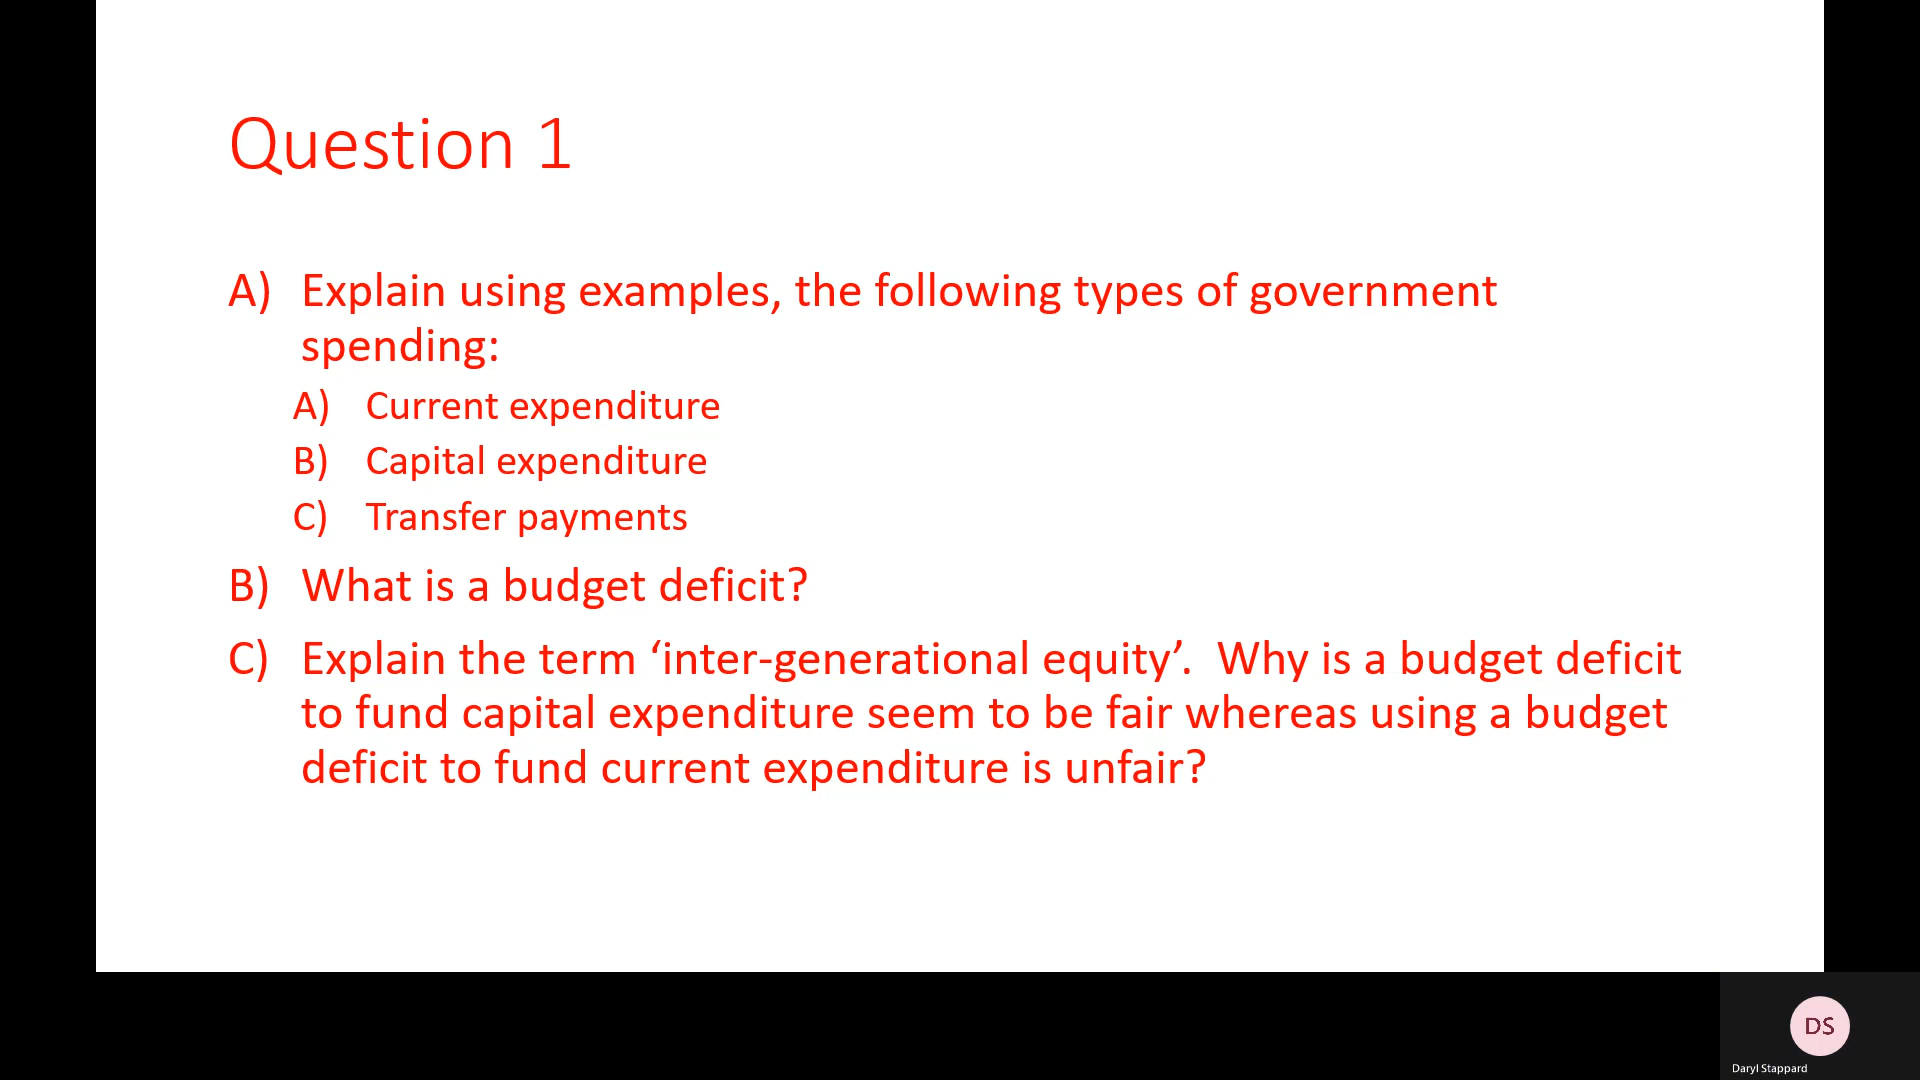 Question 1
A) Explain using examples, the following types of government
spending:
A) Current expenditure
B) Capital expenditure
C) Transfer payments
B) What is a budget deficit?
C) Explain the term ‘inter-generational equity’.  Why is a budget deficit
to fund capital expenditure seem to be fair whereas using a budget
deficit to fund current expenditure is unfair?
DS
Daryl Stappard